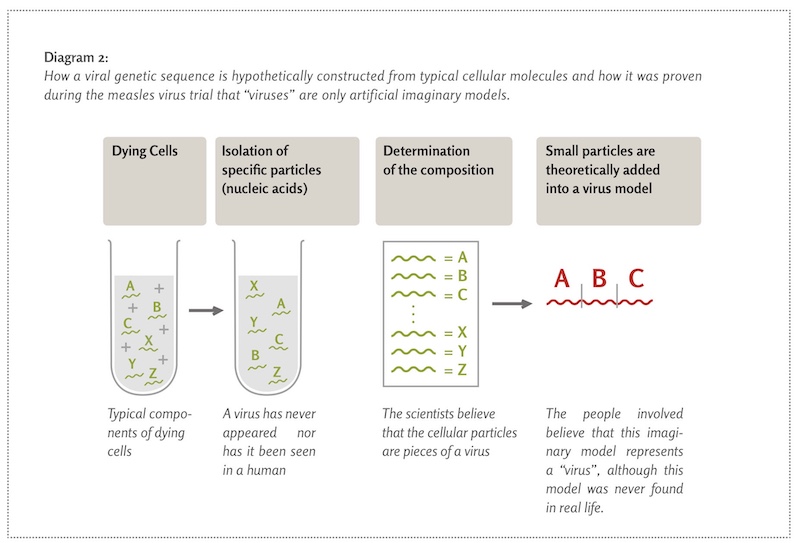 Diagram 2:
How a viral genetic sequence is hypothetically constructed from typical cellular molecules and how it was proven
during the measles virus trial that “viruses” are only artificial imaginary models.
Dying Cells
Isolation of
specific particles
(nucleic acids)
Determination
of the composition
Small particles are
theoretically added
into a virus model
A
B
C
X
Y
Z
X
A
Y
C
B
Z
= A
= B
= C
= X
= Y
= Z
A B C
Typical compo-
nents of dying
cells
A virus has never
appeared nor
has it been seen
in a human
The scientists believe
that the cellular particles
are pieces of a virus
The people involved
believe that this imagi-
nary model represents
a “virus”, although this
model was never found
in real life.